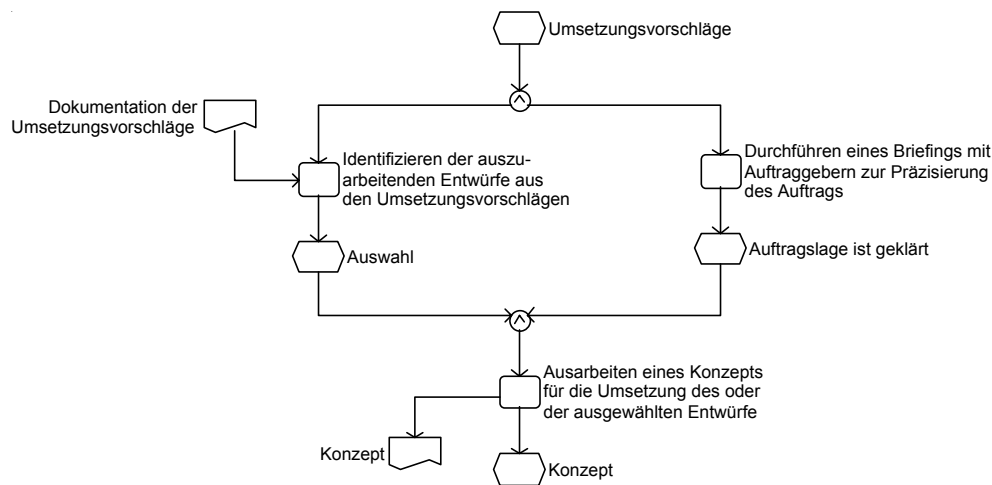 Umsetzungsvorschläge
Dokumentation der
Umsetzungsvorschläge
Identifizieren der auszu-
arbeitenden Entwürfe aus
den Umsetzungsvorschlägen
Durchführen eines Briefings mit
Auftraggebern zur Präzisierung
des Auftrags
Auswahl
Auftragslage ist geklärt
Ausarbeiten eines Konzepts
für die Umsetzung des oder
der ausgewählten Entwürfe
Konzept
Konzept